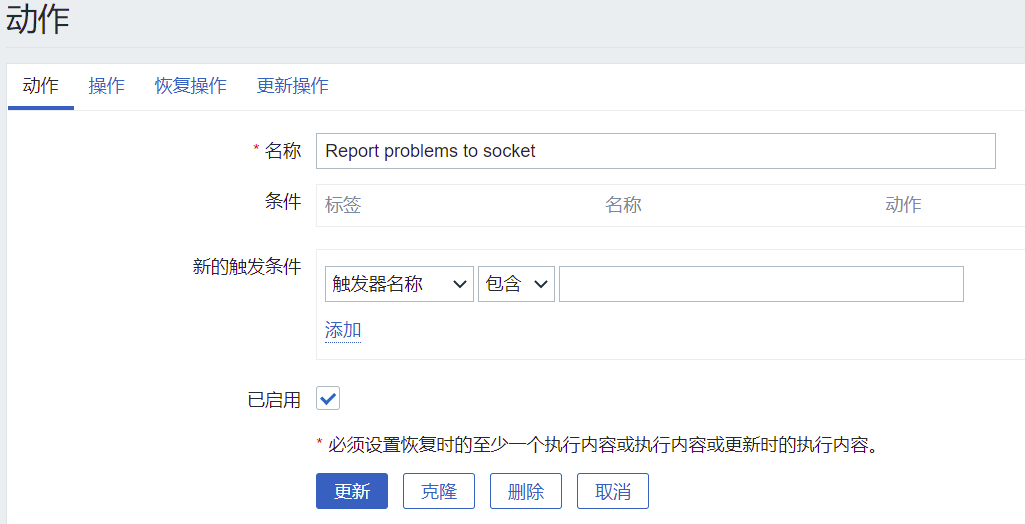 动作
动作 操作 恢复操作 更新操作
* 名称 Report problems to socket
条件 标签 名称 动作
新的触发条件
触发器名称 包含
添加
已启用
* 必须设置恢复时的至少一个执行内容或执行内容或更新时的执行内容。
更新 克隆 删除 取消